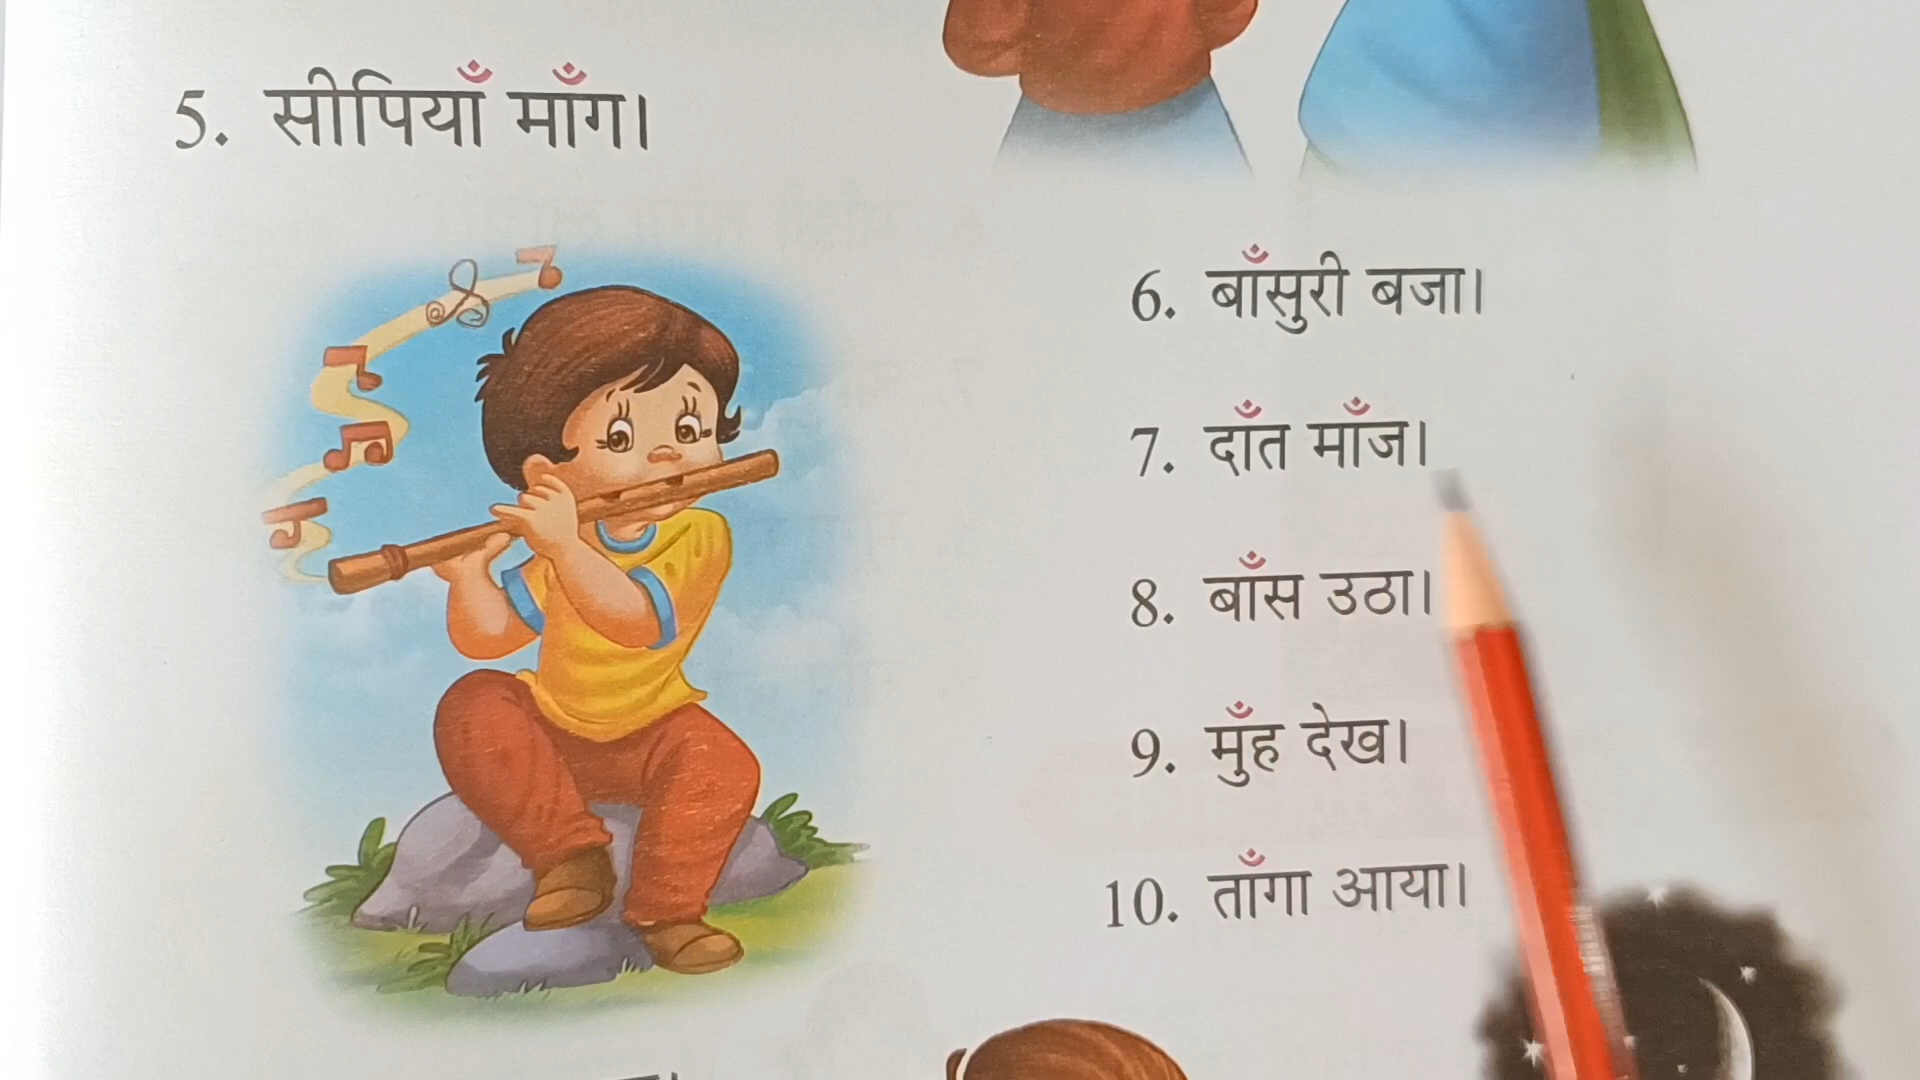 5. सीपियाँ माँग।
6. बाँसुरी बजा।
7. दाँत माँज।
8. बाँस उठा।
9. मुँह देख।
10. ताँगा आया।